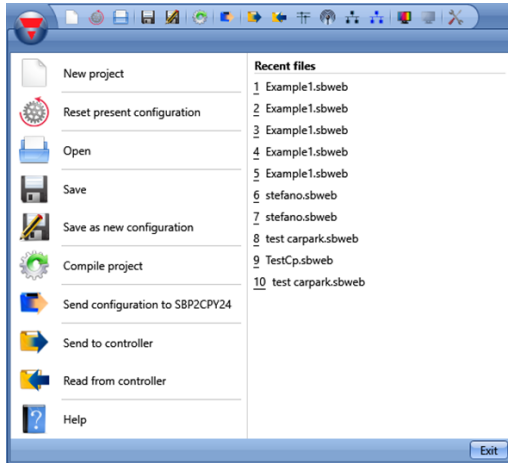 New project
Reset present configuration
Open
Save
Save as new configuration
Compile project
Send configuration to SBP2CPY24
Send to controller
Read from controller
Help
Recent files
1 Example1.sbweb
2 Example1.sbweb
3 Example1.sbweb
4 Example1.sbweb
5 Example1.sbweb
6 stefano.sbweb
7 stefano.sbweb
8 test carpark.sbweb
9 TestCp.sbweb
10 test carpark.sbweb
Exit